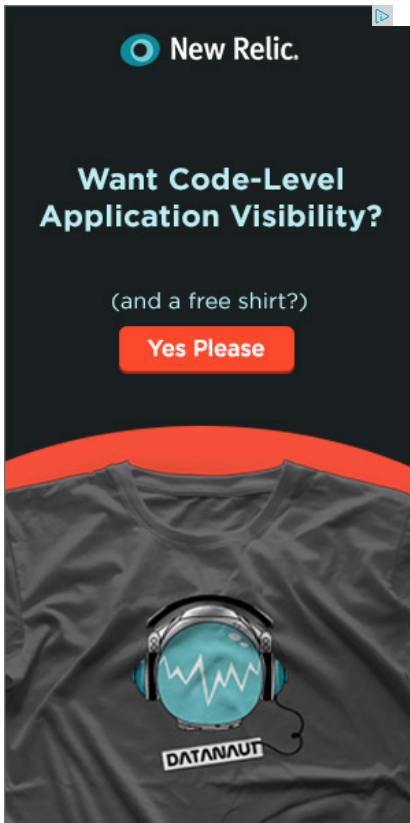 New Relic.
Want Code-Level
Application Visibility?
(and a free shirt?)
Yes Please
DATANAUT